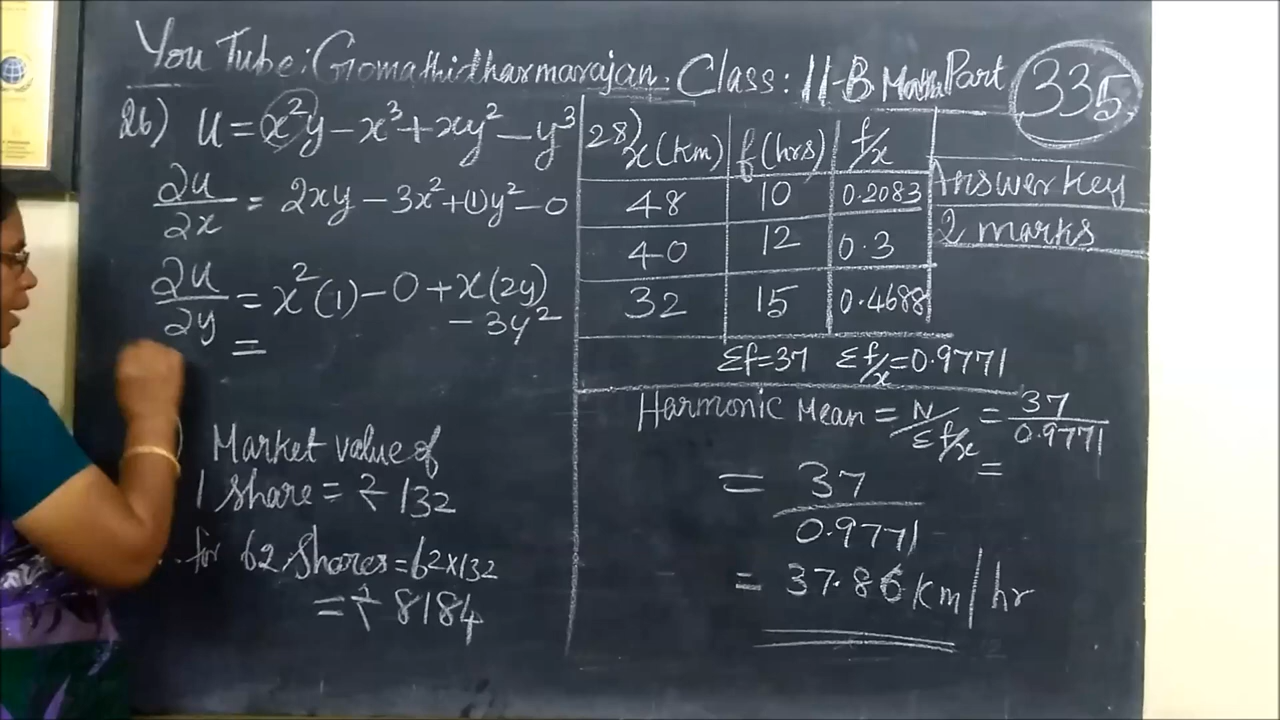 YouTube: Gomathidharmarajan. Class: 11-B. Math. Part 335
26) u = x²y - x³ + xy² - y³
∂u/∂x = 2xy - 3x² + (1)y² - 0
∂u/∂y = x²(1) - 0 + x(2y)
- 3y²
=
Market value of
1 share = ₹ 132
∴ for 62 shares = 62 x 132
= ₹ 8184
28) x (km) f (hrs) f/x
48 10 0.2083
40 12 0.3
32 15 0.4688
Σf = 37 Σf/x = 0.9771
Answer Key
2 marks
Harmonic Mean = N/Σf/x = 37/0.9771
=
= 37/0.9771
= 37.86 km/hr